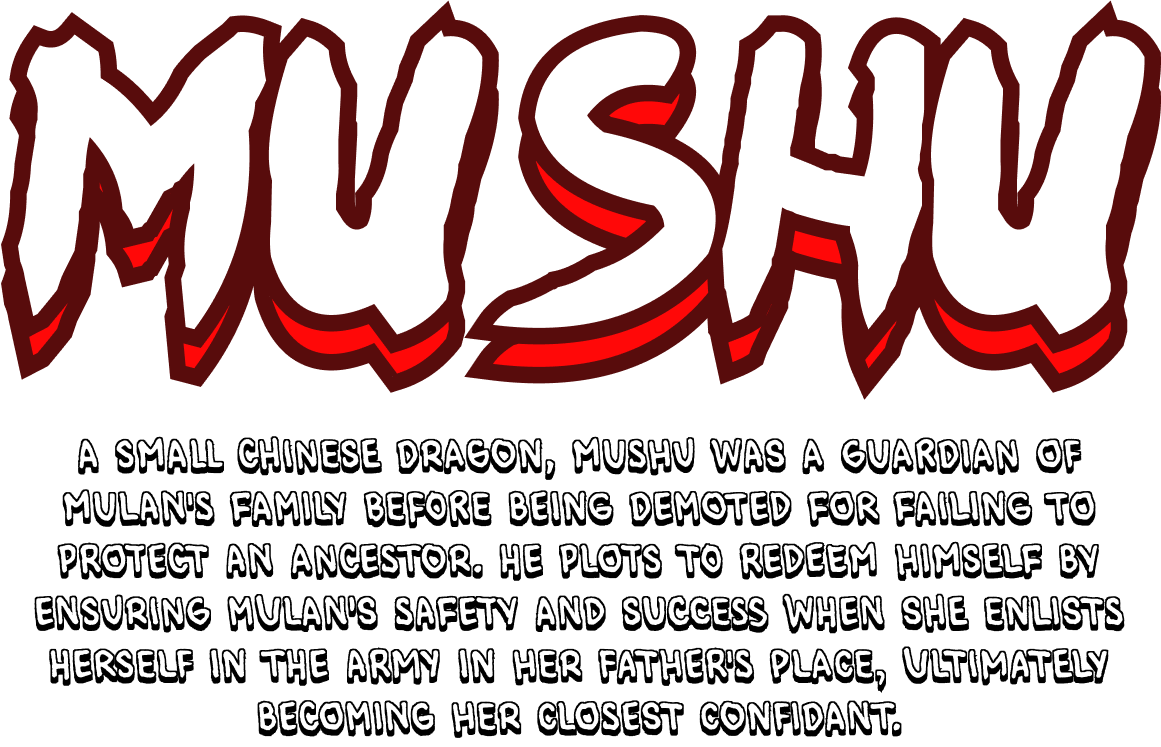 MUSHU
A SMALL CHINESE DRAGON, MUSHU WAS A GUARDIAN OF
MULAN'S FAMILY BEFORE BEING DEMOTED FOR FAILING TO
PROTECT AN ANCESTOR. HE PLOTS TO REDEEM HIMSELF BY
ENSURING MULAN'S SAFETY AND SUCCESS WHEN SHE ENLISTS
HERSELF IN THE ARMY IN HER FATHER'S PLACE, ULTIMATELY
BECOMING HER CLOSEST CONFIDANT.